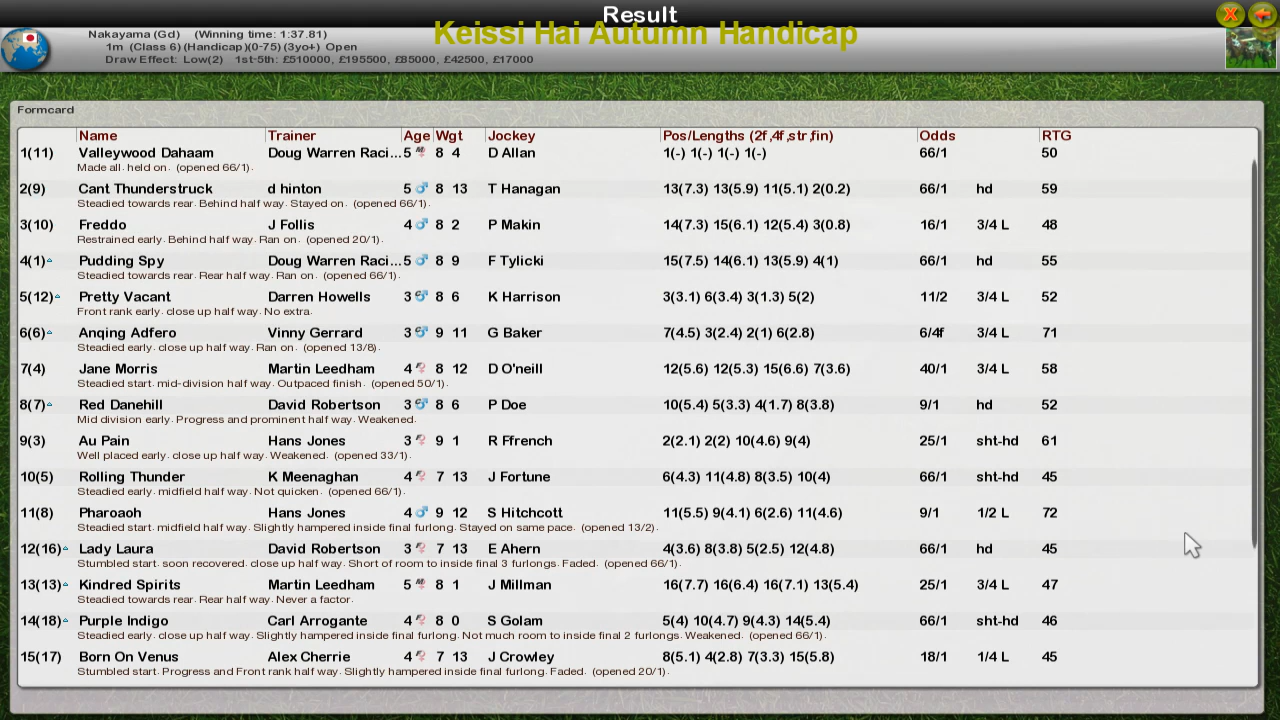 Result
Keissi Hai Autumn Handicap
Nakayama (Gd) (Winning time: 1:37.81)
1m (Class 6) (Handicap)(0-75) (3yo+) Open
Draw Effect: Low(2) 1st-5th: £510000, £195500, £85000, £42500, £17000
Formcard
Name Trainer Age Wgt Jockey Pos/Lengths (2f,4f,str,fin) Odds RTG
1(11) Valleywood Dahaam Doug Warren Raci... 5 8 4 D Allan 1(-) 1(-) 1(-) 1(-) 66/1 50
Made all. held on. (opened 66/1).
2(9) Cant Thunderstruck d hinton 5 8 13 T Hanagan 13(7.3) 13(5.9) 11(5.1) 2(0.2) 66/1 hd 59
Steadied towards rear. Behind half way. Stayed on. (opened 66/1).
3(10) Freddo J Follis 4 8 2 P Makin 14(7.3) 15(6.1) 12(5.4) 3(0.8) 16/1 3/4 L 48
Restrained early. Behind half way. Ran on. (opened 20/1).
4(1) Pudding Spy Doug Warren Raci... 5 8 9 F Tylicki 15(7.5) 14(6.1) 13(5.9) 4(1) 66/1 hd 55
Steadied towards rear. Rear half way. Ran on. (opened 66/1).
5(12) Pretty Vacant Darren Howells 3 8 6 K Harrison 3(3.1) 6(3.4) 3(1.3) 5(2) 11/2 3/4 L 52
Front rank early. close up half way. No extra.
6(6) Anqing Adfero Vinny Gerrard 3 9 11 G Baker 7(4.5) 3(2.4) 2(1) 6(2.8) 6/4f 3/4 L 71
Steadied early. close up half way. Ran on. (opened 13/8).
7(4) Jane Morris Martin Leedham 4 8 12 D O'neill 12(5.6) 12(5.3) 15(6.6) 7(3.6) 40/1 3/4 L 58
Steadied start. mid-division half way. Outpaced finish. (opened 50/1).
8(7) Red Danehill David Robertson 3 8 6 P Doe 10(5.4) 5(3.3) 4(1.7) 8(3.8) 9/1 hd 52
Mid division early. Progress and prominent half way. Weakened.
9(3) Au Pain Hans Jones 3 9 1 R Ffrench 2(2.1) 2(2) 10(4.6) 9(4) 25/1 sht-hd 61
Well placed early. close up half way. Weakened. (opened 33/1).
10(5) Rolling Thunder K Meenaghan 4 7 13 J Fortune 6(4.3) 11(4.8) 8(3.5) 10(4) 66/1 sht-hd 45
Steadied early. midfield half way. Not quicken. (opened 66/1).
11(8) Pharoaoh Hans Jones 4 9 12 S Hitchcott 11(5.5) 9(4.1) 6(2.6) 11(4.6) 9/1 1/2 L 72
Steadied start. midfield half way. Slightly hampered inside final furlong. Stayed on same pace. (opened 13/2).
12(16) Lady Laura David Robertson 3 7 13 E Ahern 4(3.6) 8(3.8) 5(2.5) 12(4.8) 66/1 hd 45
Stumbled start. soon recovered. close up half way. Short of room to inside final 3 furlongs. Faded. (opened 66/1).
13(13) Kindred Spirits Martin Leedham 5 8 1 J Millman 16(7.7) 16(6.4) 16(7.1) 13(5.4) 25/1 3/4 L 47
Steadied towards rear. Rear half way. Never a factor.
14(18) Purple Indigo Carl Arrogante 4 8 0 S Golam 5(4) 10(4.7) 9(4.3) 14(5.4) 66/1 sht-hd 46
Steadied early. close up half way. Slightly hampered inside final furlong. Not much room to inside final 2 furlongs. Weakened. (opened 66/1).
15(17) Born On Venus Alex Cherrie 4 7 13 J Crowley 8(5.1) 4(2.8) 7(3.3) 15(5.8) 18/1 1/4 L 45
Stumbled start. Progress and Front rank half way. Slightly hampered inside final furlong. Faded. (opened 20/1).